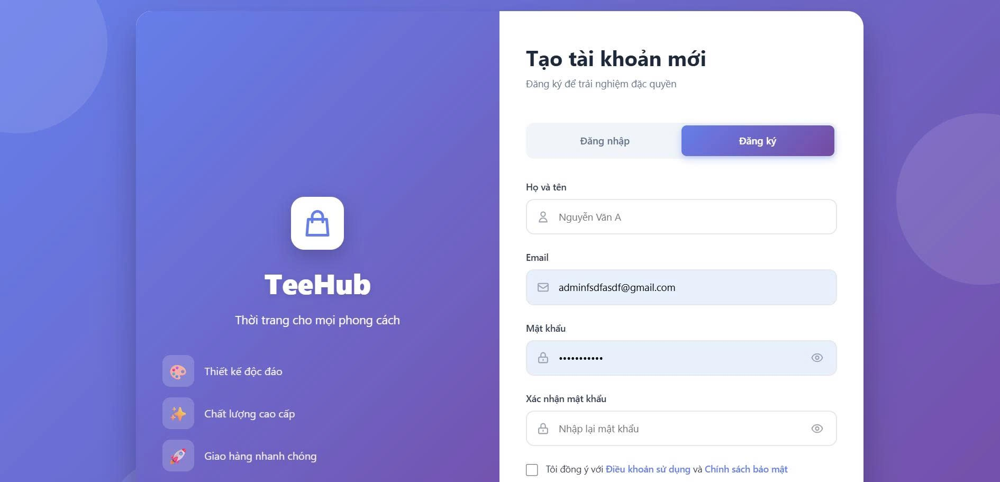 TeeHub
Thời trang cho mọi phong cách
Thiết kế độc đáo
Chất lượng cao cấp
Giao hàng nhanh chóng
Tạo tài khoản mới
Đăng ký để trải nghiệm đặc quyền
Đăng nhập
Đăng ký
Họ và tên
Nguyễn Văn A
Email
adminfsdfasdf@gmail.com
Mật khẩu
•••••••••••
Xác nhận mật khẩu
Nhập lại mật khẩu
Tôi đồng ý với Điều khoản sử dụng và Chính sách bảo mật